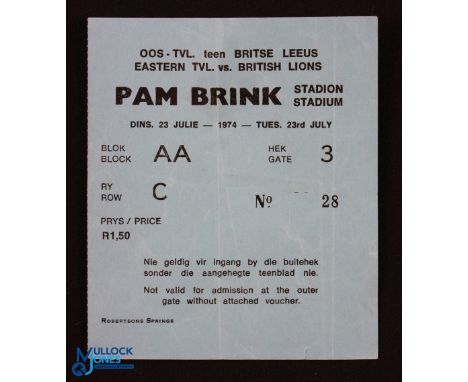 OOS - TVL. teen BRITSE LEEUS
EASTERN TVL. vs. BRITISH LIONS
PAM BRINK STADION STADIUM
DINS. 23 JULIE — 1974 — TUES. 23rd JULY
BLOK BLOCK AA HEK GATE 3
RY ROW C Nº 28
PRYS / PRICE
R1,50
Nie geldig vir ingang by die buitehek
sonder die aangehegte teenblad nie.
Not valid for admission at the outer
gate without attached voucher.
ROBERTSONS SPRINGS
MULLOCK
JONES